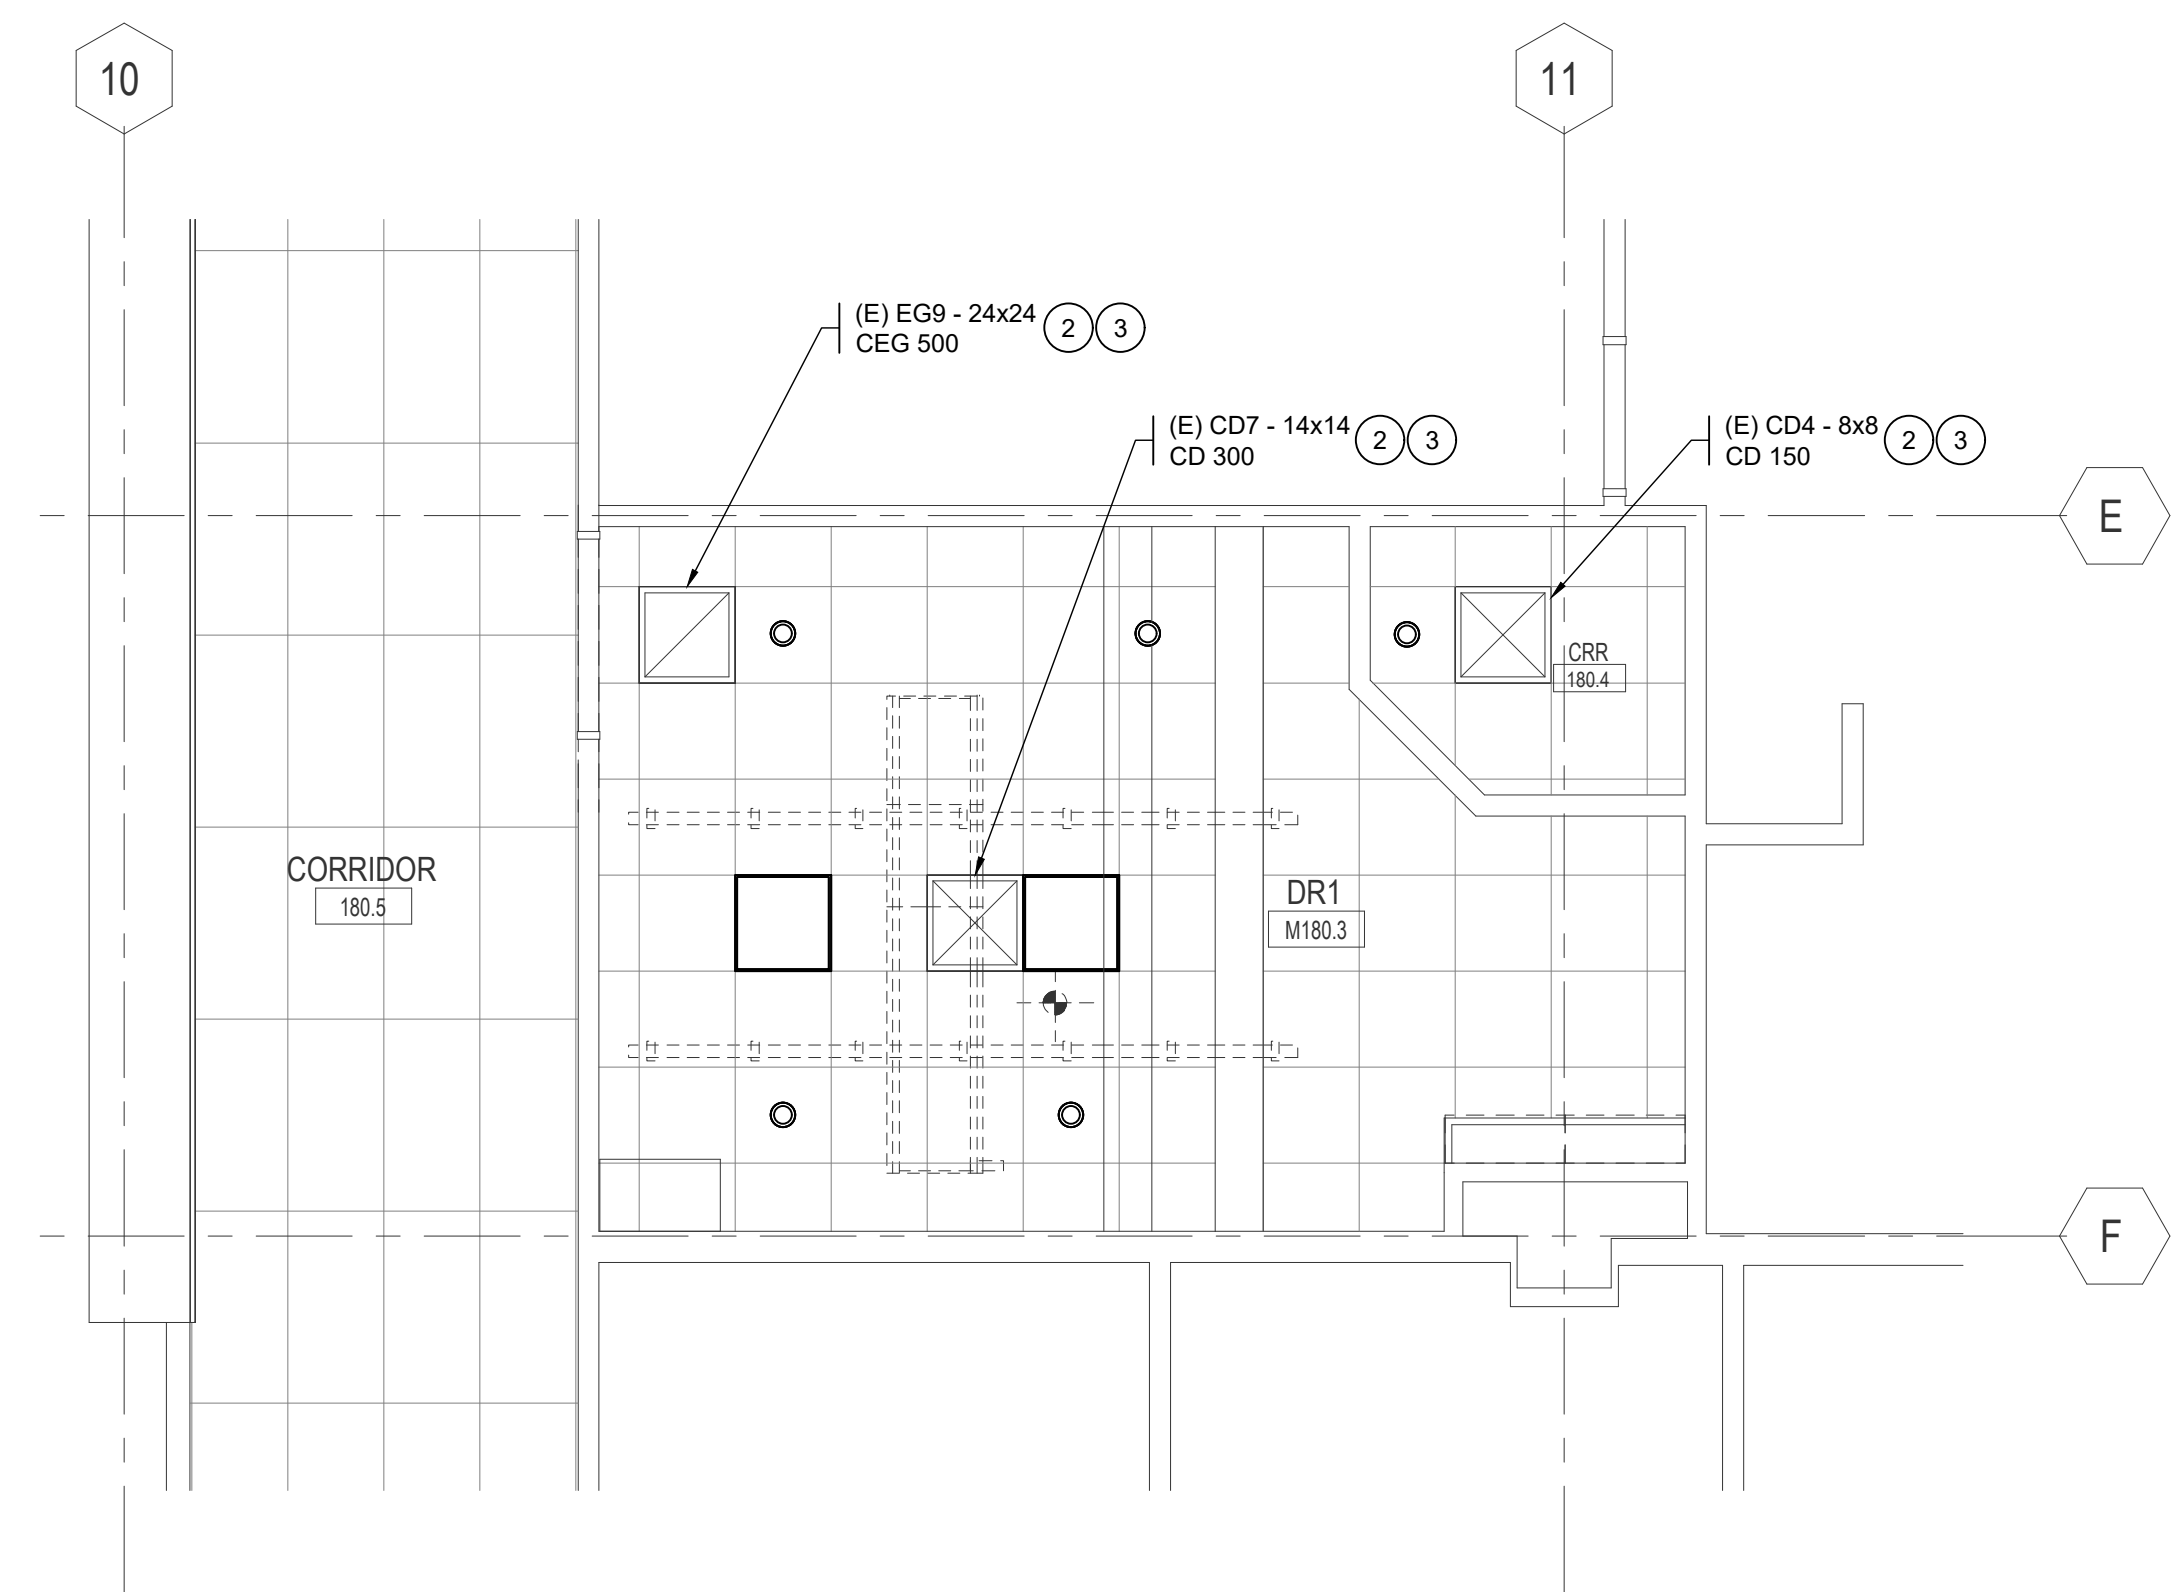 10
11
(E) EG9 - 24x24
CEG 500
2
3
(E) CD7 - 14x14
CD 300
2
3
(E) CD4 - 8x8
CD 150
2
3
E
CRR
180.4
CORRIDOR
180.5
DR1
M180.3
F